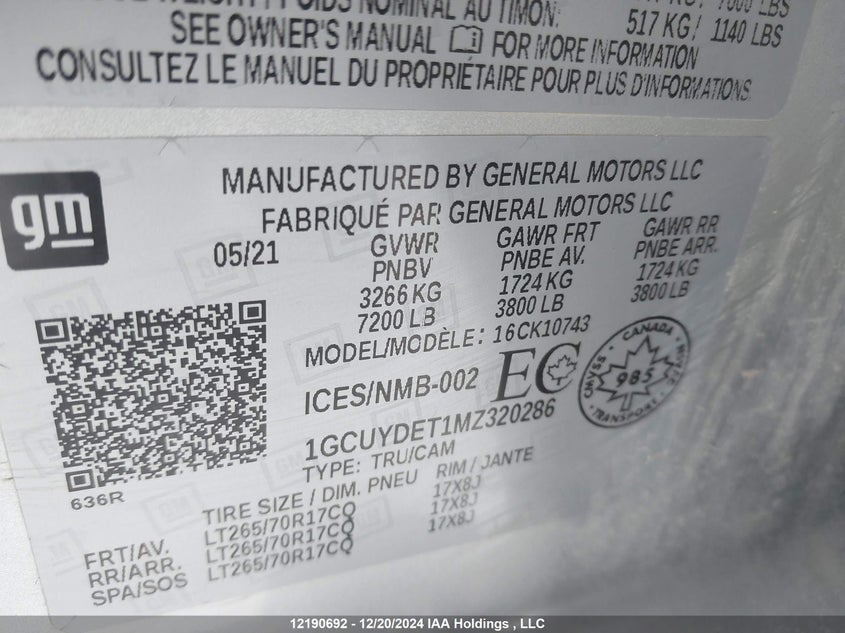 LBS
517 KG / 1140 LBS
SEE OWNER'S MANUAL FOR MORE INFORMATION
CONSULTEZ LE MANUEL DU PROPRIÉTAIRE POUR PLUS D'INFORMATIONS.
gm
MANUFACTURED BY GENERAL MOTORS LLC
FABRIQUÉ PAR GENERAL MOTORS LLC
05/21
GVWR
PNBV
3266 KG
7200 LB
GAWR FRT
PNBE AV.
1724 KG
3800 LB
GAWR RR
PNBE ARR.
1724 KG
3800 LB
MODEL/MODÈLE: 16CK10743
ICES/NMB-002
EC
CANADA
985
TRANSPORT
1GCUYDET1MZ320286
TYPE: TRU/CAM
636R
TIRE SIZE / DIM. PNEU RIM / JANTE
FRT/AV. LT265/70R17CQ 17X8J
RR/ARR. LT265/70R17CQ 17X8J
SPA/SOS LT265/70R17CQ 17X8J
12190692 - 12/20/2024 IAA Holdings , LLC